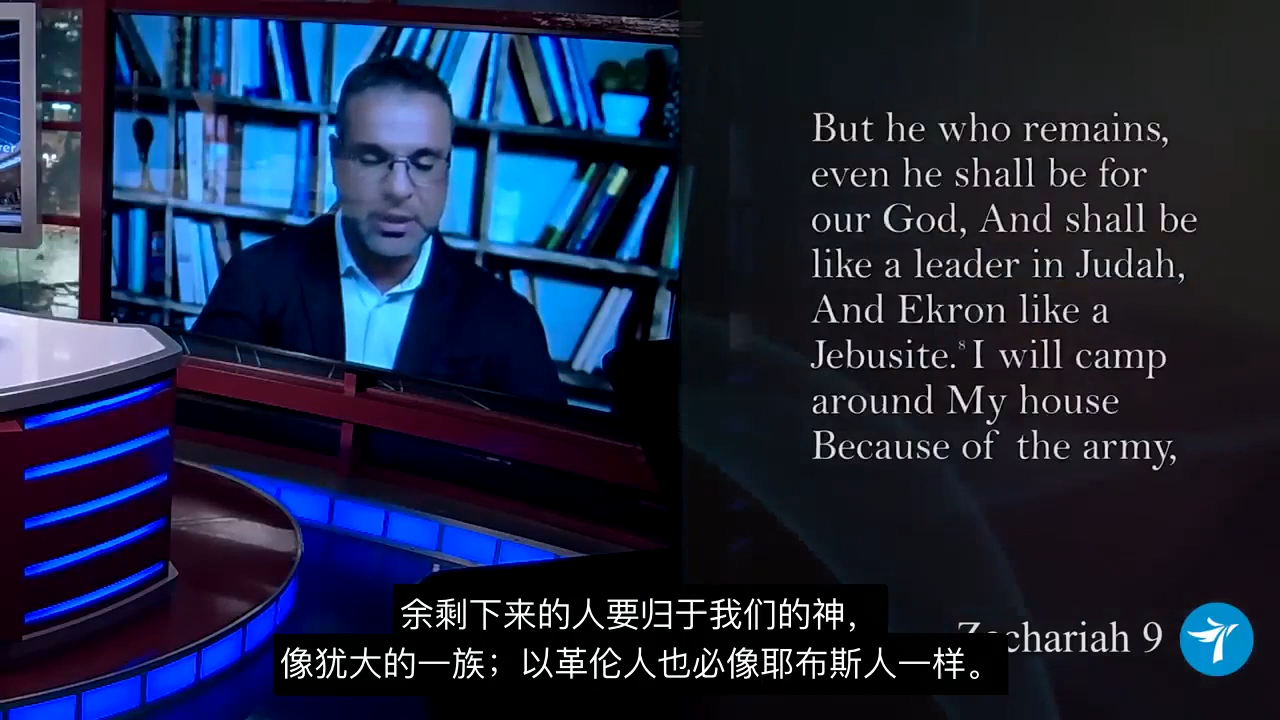 But he who remains,
even he shall be for
our God, And shall be
like a leader in Judah,
And Ekron like a
Jebusite.⁸ I will camp
around My house
Because of the army,
Zechariah 9
余剩下来的人要归于我们的神，
像犹大的一族；以革伦人也必像耶布斯人一样。